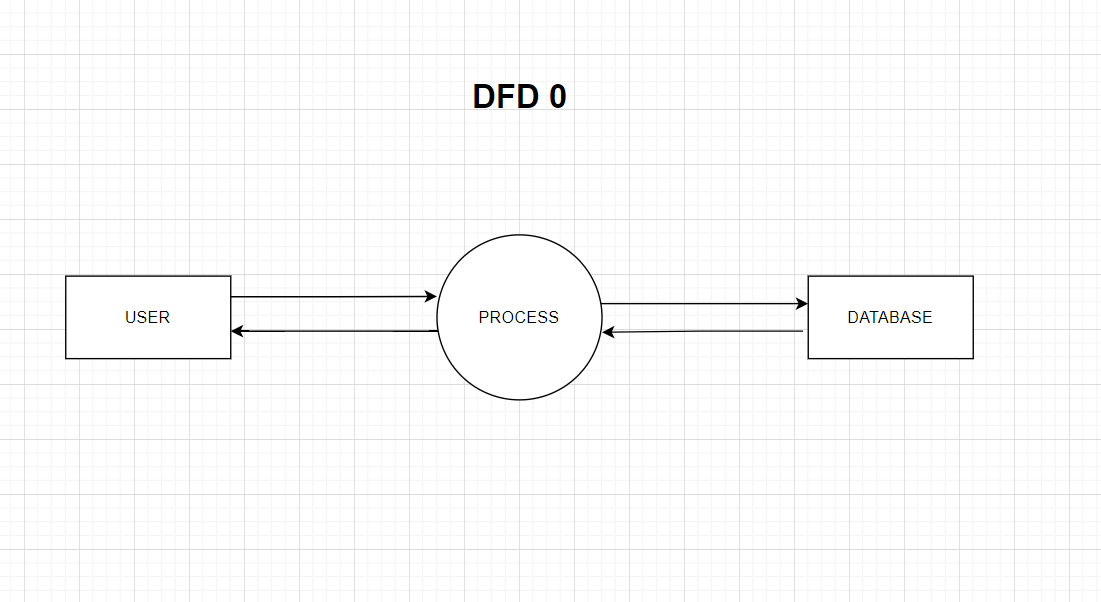 DFD 0
USER
PROCESS
DATABASE